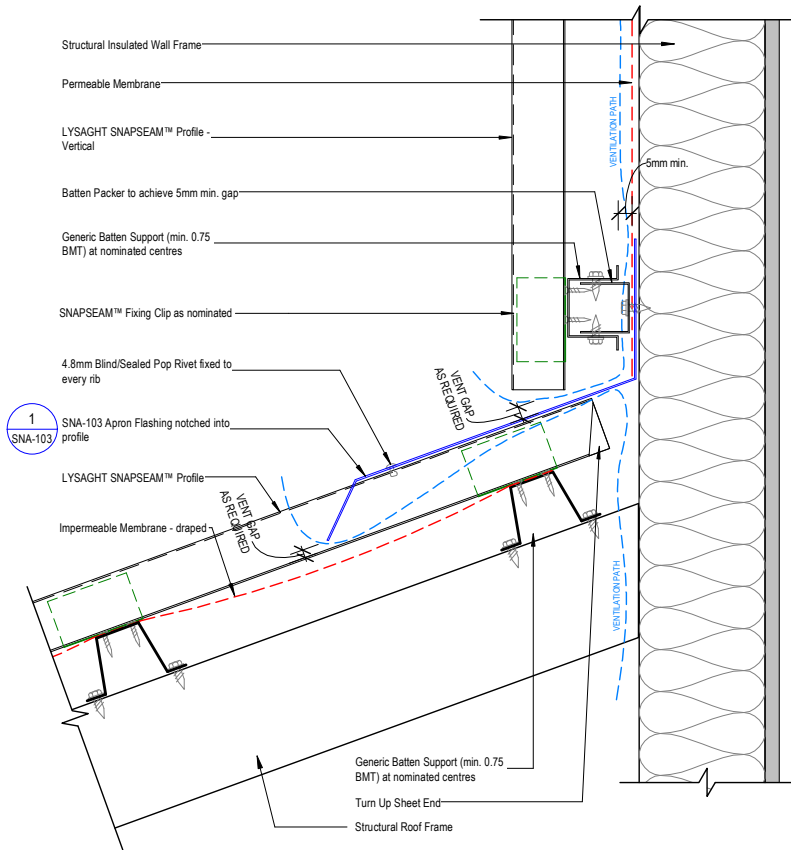 Structural Insulated Wall Frame
Permeable Membrane
LYSAGHT SNAPSEAM™ Profile -
Vertical
VENTILATION PATH
5mm min.
Batten Packer to achieve 5mm min. gap
Generic Batten Support (min. 0.75
BMT) at nominated centres
SNAPSEAM™ Fixing Clip as nominated
4.8mm Blind/Sealed Pop Rivet fixed to
every rib
VENT GAP
AS REQUIRED
1
SNA-103
SNA-103 Apron Flashing notched into
profile
LYSAGHT SNAPSEAM™ Profile
VENT GAP
AS REQUIRED
Impermeable Membrane - draped
VENTILATION PATH
Generic Batten Support (min. 0.75
BMT) at nominated centres
Turn Up Sheet End
Structural Roof Frame